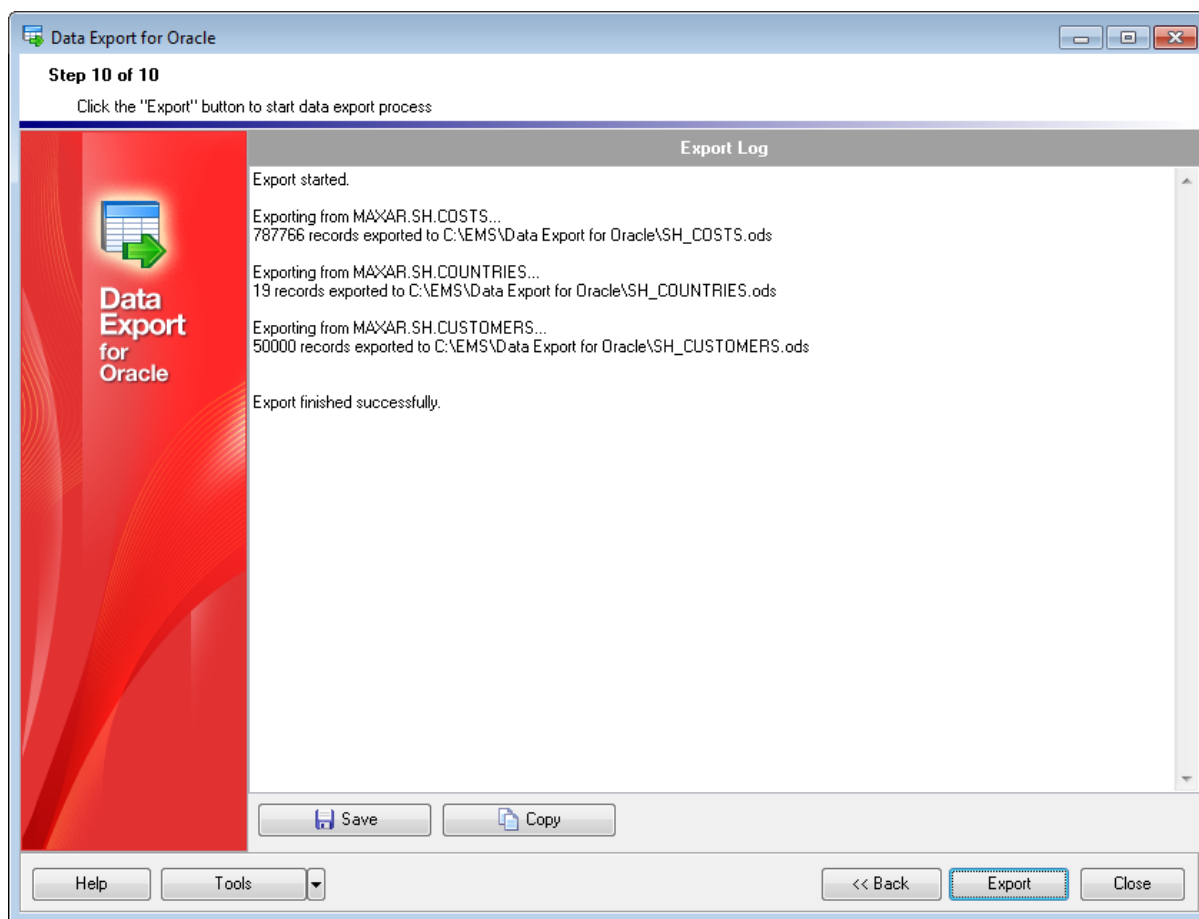 Data Export for Oracle
Step 10 of 10
Click the "Export" button to start data export process
Data
Export
for
Oracle
Export Log
Export started.
Exporting from MAXAR.SH.COSTS...
787766 records exported to C:\EMS\Data Export for Oracle\SH_COSTS.ods
Exporting from MAXAR.SH.COUNTRIES...
19 records exported to C:\EMS\Data Export for Oracle\SH_COUNTRIES.ods
Exporting from MAXAR.SH.CUSTOMERS...
50000 records exported to C:\EMS\Data Export for Oracle\SH_CUSTOMERS.ods
Export finished successfully.
Save Copy
Help Tools << Back Export Close